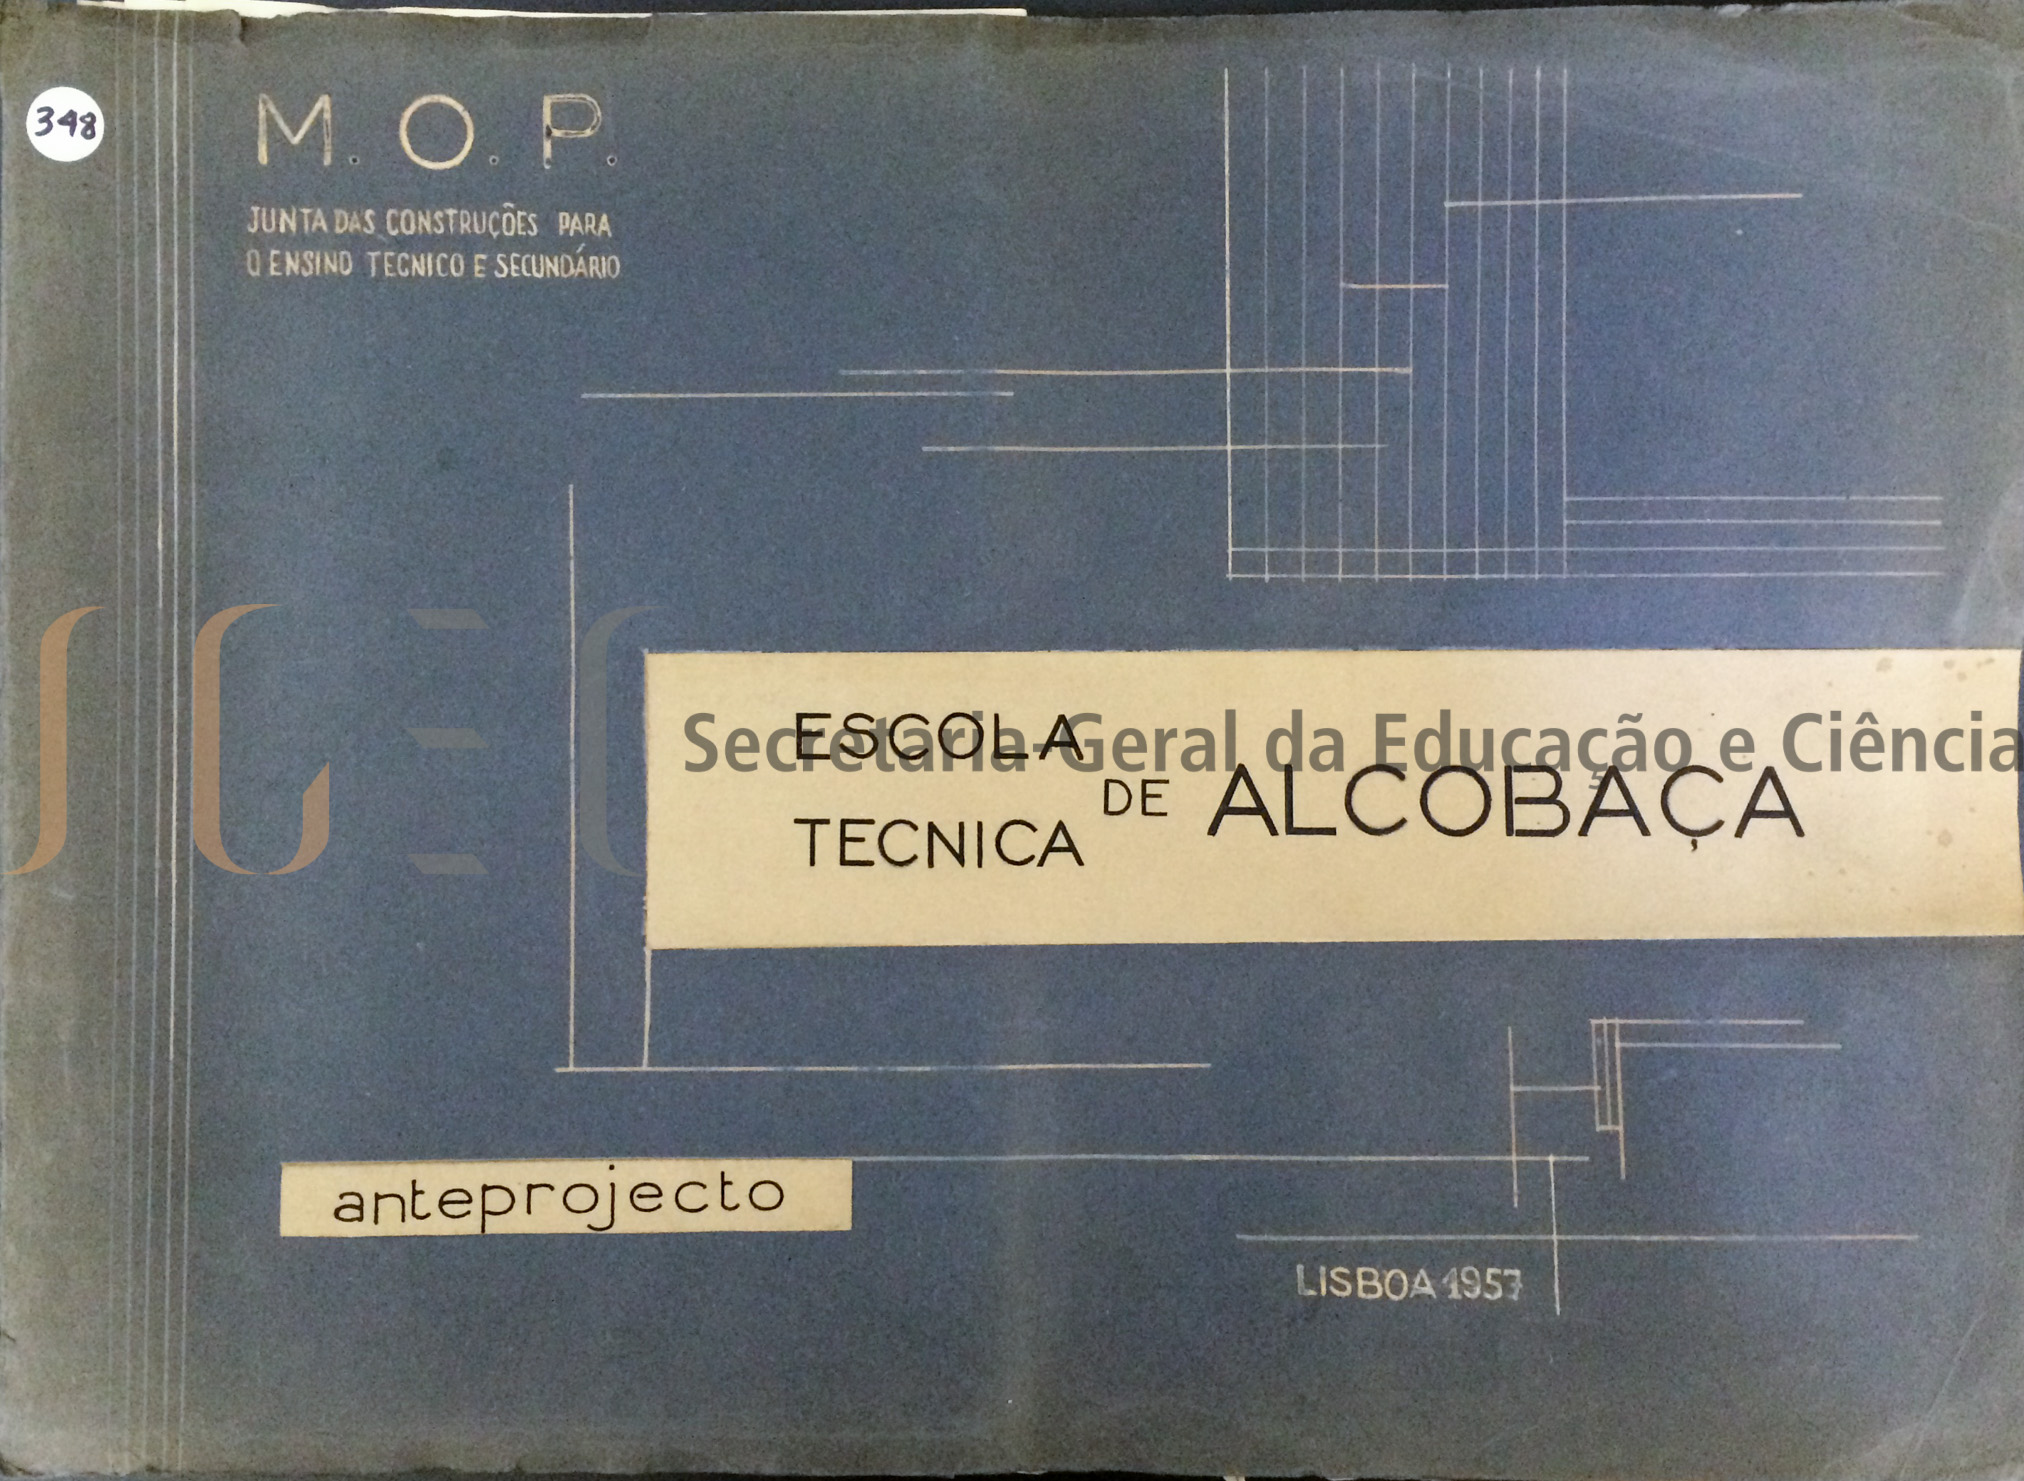 348
M. O. P.
JUNTA DAS CONSTRUÇÕES PARA
O ENSINO TECNICO E SECUNDÁRIO
SGEC
Secretaria-Geral da Educação e Ciência
ESCOLA
TECNICA
DE ALCOBAÇA
anteprojecto
LISBOA 1957